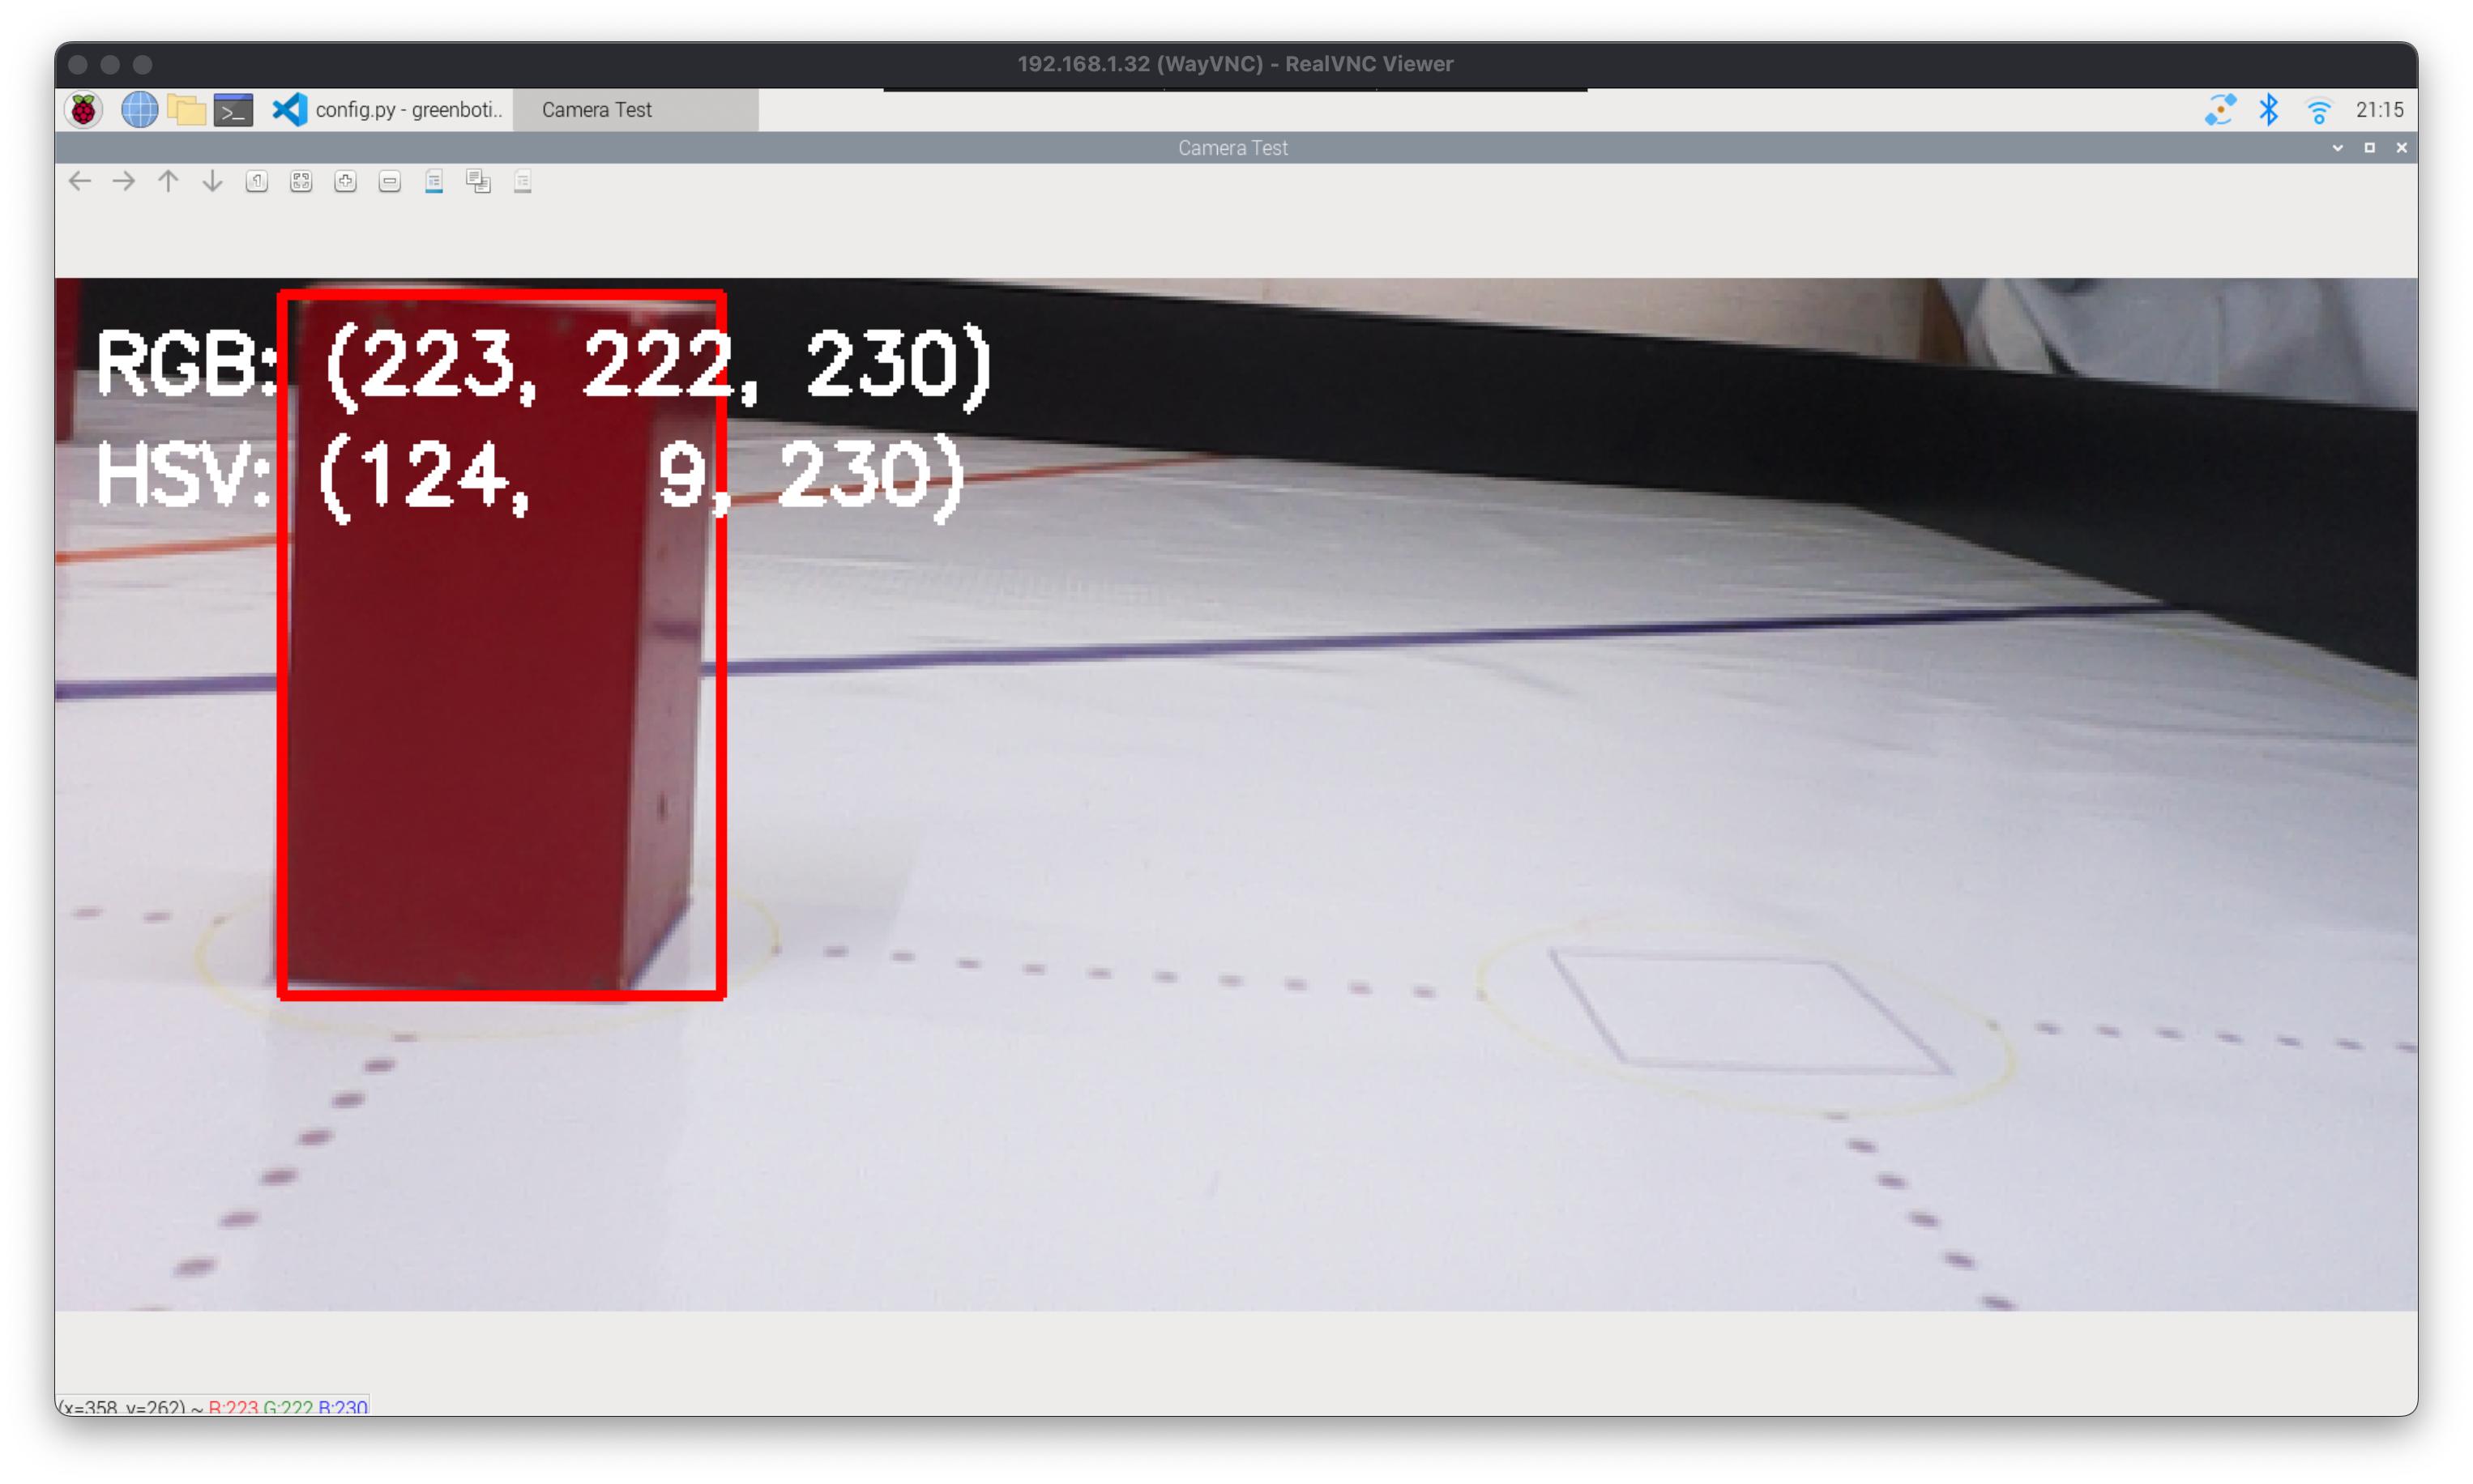 192.168.1.32 (WayVNC) - RealVNC Viewer
config.py - greenboti..
Camera Test
21:15
Camera Test
RGB: (223, 222, 230)
HSV: (124, 9, 230)
(x=358, y=262) ~ R:223 G:222 B:230